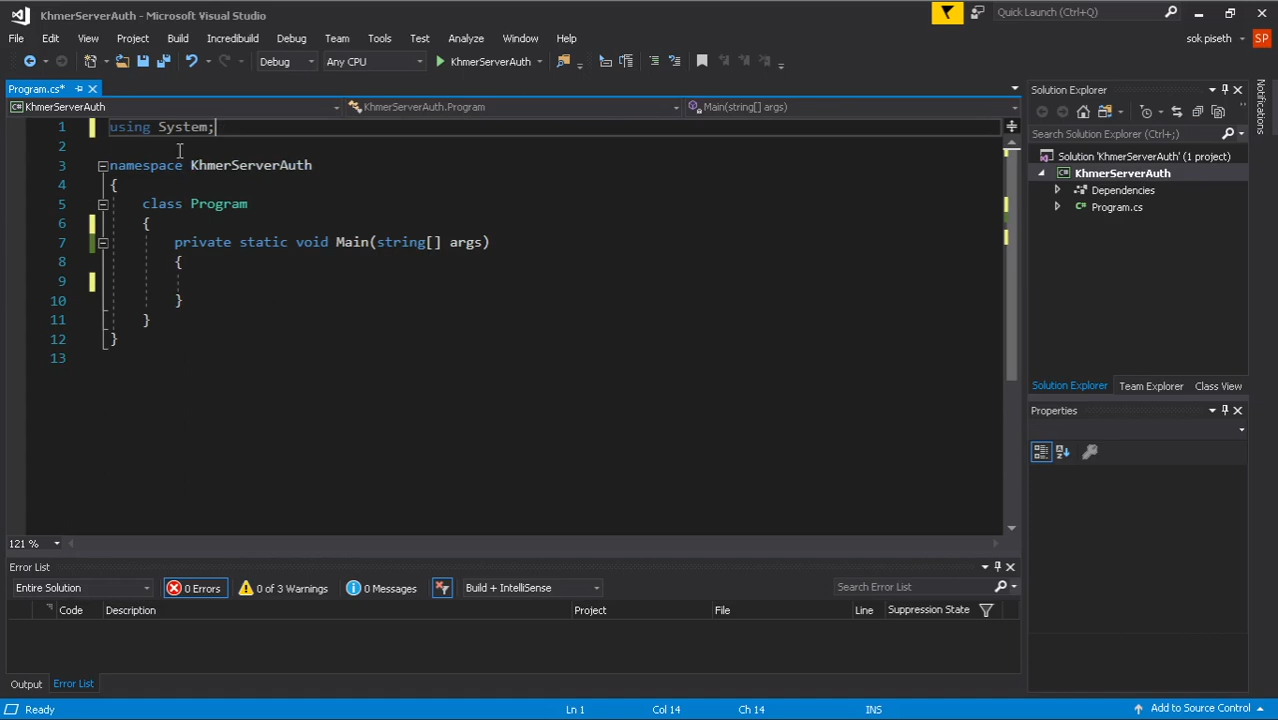 KhmerServerAuth - Microsoft Visual Studio
Quick Launch (Ctrl+Q)
File Edit View Project Build Incredibuild Debug Team Tools Test Analyze Window Help
sok piseth SP
Debug Any CPU KhmerServerAuth
Program.cs*
KhmerServerAuth KhmerServerAuth.Program Main(string[] args)
1 using System;
2
3 namespace KhmerServerAuth
4 {
5 class Program
6 {
7 private static void Main(string[] args)
8 {
9
10 }
11 }
12 }
13
121 %
Solution Explorer
Search Solution Explorer (Ctrl+;)
Solution 'KhmerServerAuth' (1 project)
KhmerServerAuth
Dependencies
C# Program.cs
Solution Explorer Team Explorer Class View
Properties
Notifications
Error List
Entire Solution 0 Errors 0 of 3 Warnings 0 Messages Build + IntelliSense Search Error List
Code Description Project File Line Suppression State
Output Error List
Ready Ln 1 Col 14 Ch 14 INS Add to Source Control